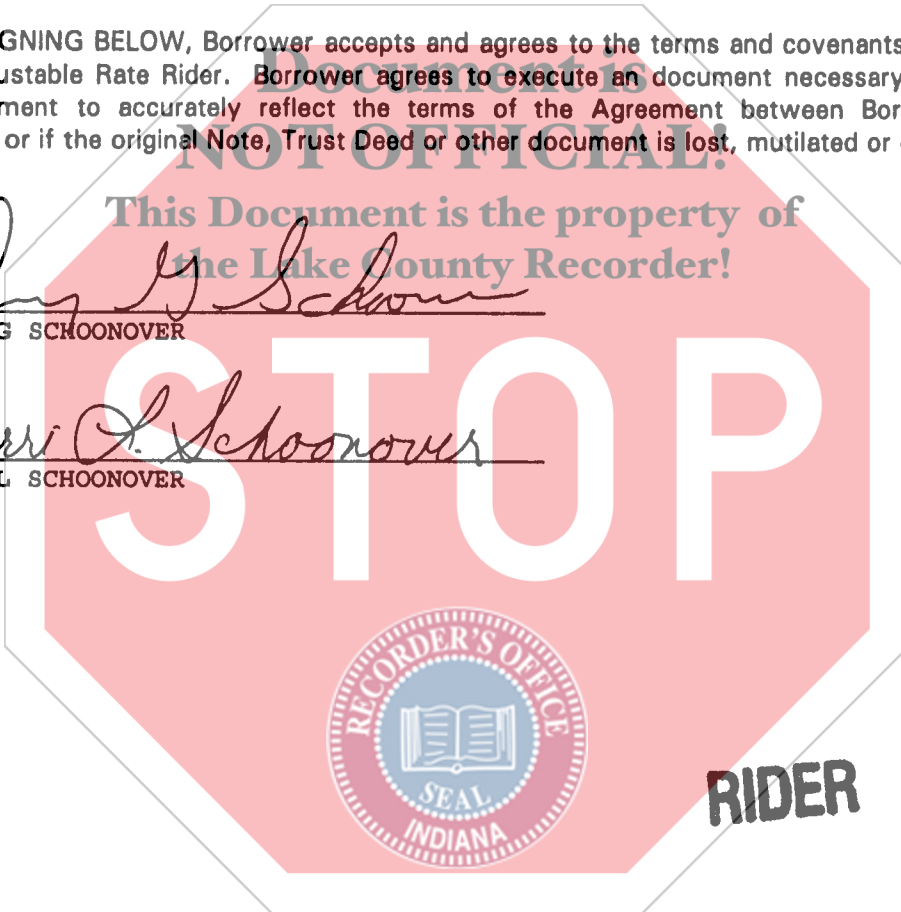 GNING BELOW, Borrower accepts and agrees to the terms and covenants
ustable Rate Rider. Borrower agrees to execute an document necessary
ment to accurately reflect the terms of the Agreement between Bor
or if the original Note, Trust Deed or other document is lost, mutilated or
Document is
NOT OFFICIAL!
This Document is the property of
the Lake County Recorder!
G Schoon
G SCHOONOVER
rri L. Schoonover
L SCHOONOVER
STOP
RECORDER'S OFFICE
SEAL
INDIANA
RIDER